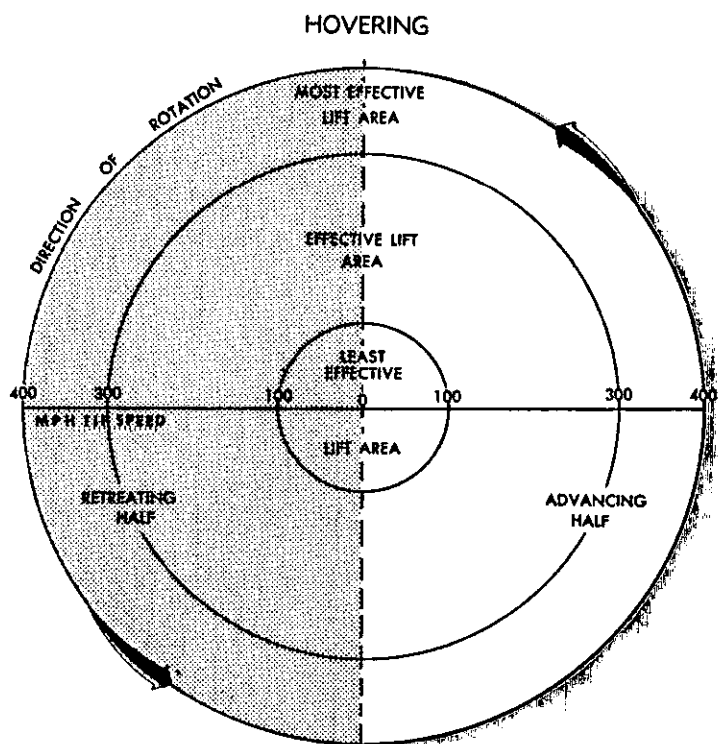 HOVERING
DIRECTION OF ROTATION
MOST EFFECTIVE
LIFT AREA
EFFECTIVE LIFT
AREA
LEAST
EFFECTIVE
400 300 100 0 100 300 400
MPH TIP SPEED
LIFT AREA
RETREATING
HALF
ADVANCING
HALF